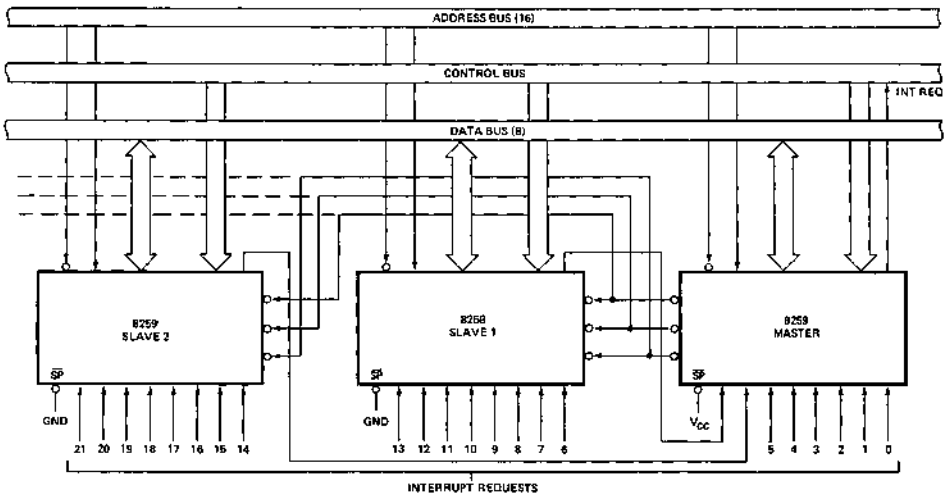 ADDRESS BUS (16)
CONTROL BUS
INT REQ
DATA BUS (8)
8259
SLAVE 2
8259
SLAVE 1
8259
MASTER
SP
SP
SP
GND
21 20 19 18 17 16 15 14
GND
13 12 11 10 9 8 7 6
VCC
5 4 3 2 1 0
INTERRUPT REQUESTS